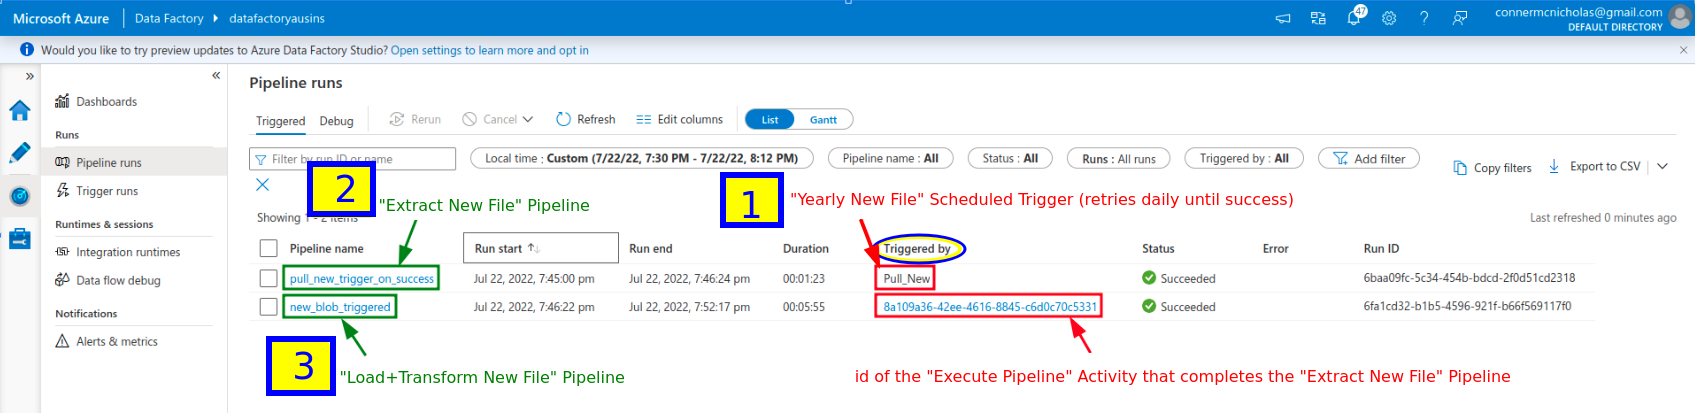 Microsoft Azure | Data Factory ▸ datafactoryausins
47
connermcnicholas@gmail.com
DEFAULT DIRECTORY
Would you like to try preview updates to Azure Data Factory Studio? Open settings to learn more and opt in
Dashboards
Runs
Pipeline runs
Trigger runs
Runtimes & sessions
Integration runtimes
Data flow debug
Notifications
Alerts & metrics
Pipeline runs
Triggered Debug Rerun Cancel Refresh Edit columns List Gantt
Filter by run ID or name
Local time : Custom (7/22/22, 7:30 PM - 7/22/22, 8:12 PM) Pipeline name : All Status : All Runs : All runs Triggered by : All Add filter
Copy filters Export to CSV
2
"Extract New File" Pipeline
1
"Yearly New File" Scheduled Trigger (retries daily until success)
Showing 1 - 2 items
Last refreshed 0 minutes ago
Pipeline name Run start Run end Duration Triggered by Status Error Run ID
pull_new_trigger_on_success Jul 22, 2022, 7:45:00 pm Jul 22, 2022, 7:46:24 pm 00:01:23 Pull_New Succeeded 6baa09fc-5c34-454b-bdcd-2f0d51cd2318
new_blob_triggered Jul 22, 2022, 7:46:22 pm Jul 22, 2022, 7:52:17 pm 00:05:55 8a109a36-42ee-4616-8845-c6d0c70c5331 Succeeded 6fa1cd32-b1b5-4596-921f-b66f569117f0
3
"Load+Transform New File" Pipeline
id of the "Execute Pipeline" Activity that completes the "Extract New File" Pipeline